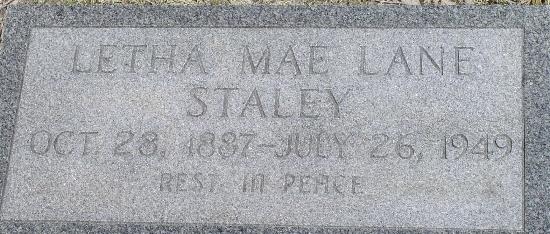 LETHA MAE LANE
STALEY
OCT. 28, 1887-JULY 26, 1949
REST IN PEACE